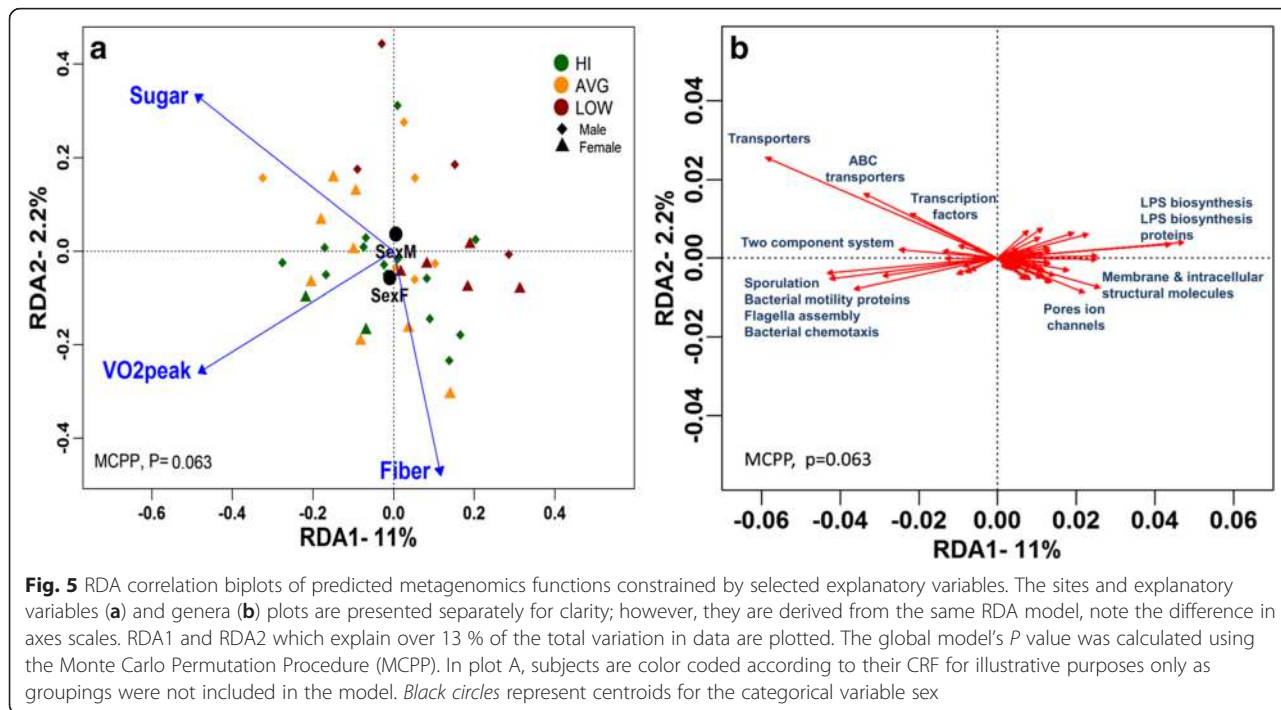 a
Sugar
VO2peak
Fiber
SexM
SexF
HI
AVG
LOW
Male
Female
MCPP, P= 0.063
0.4
0.2
0.0
-0.2
-0.4
RDA2- 2.2%
-0.6
-0.4
-0.2
0.0
0.2
0.4
RDA1- 11%
b
Transporters
ABC
transporters
Transcription
factors
Two component system
Sporulation
Bacterial motility proteins
Flagella assembly
Bacterial chemotaxis
LPS biosynthesis
LPS biosynthesis
proteins
Membrane & intracellular
structural molecules
Pores ion
channels
MCPP, p=0.063
0.04
0.02
0.00
-0.02
-0.04
RDA2- 2.2%
-0.06
-0.04
-0.02
0.00
0.02
0.04
0.06
RDA1- 11%
Fig. 5 RDA correlation biplots of predicted metagenomics functions constrained by selected explanatory variables. The sites and explanatory
variables (a) and genera (b) plots are presented separately for clarity; however, they are derived from the same RDA model, note the difference in
axes scales. RDA1 and RDA2 which explain over 13 % of the total variation in data are plotted. The global model's P value was calculated using
the Monte Carlo Permutation Procedure (MCPP). In plot A, subjects are color coded according to their CRF for illustrative purposes only as
groupings were not included in the model. Black circles represent centroids for the categorical variable sex